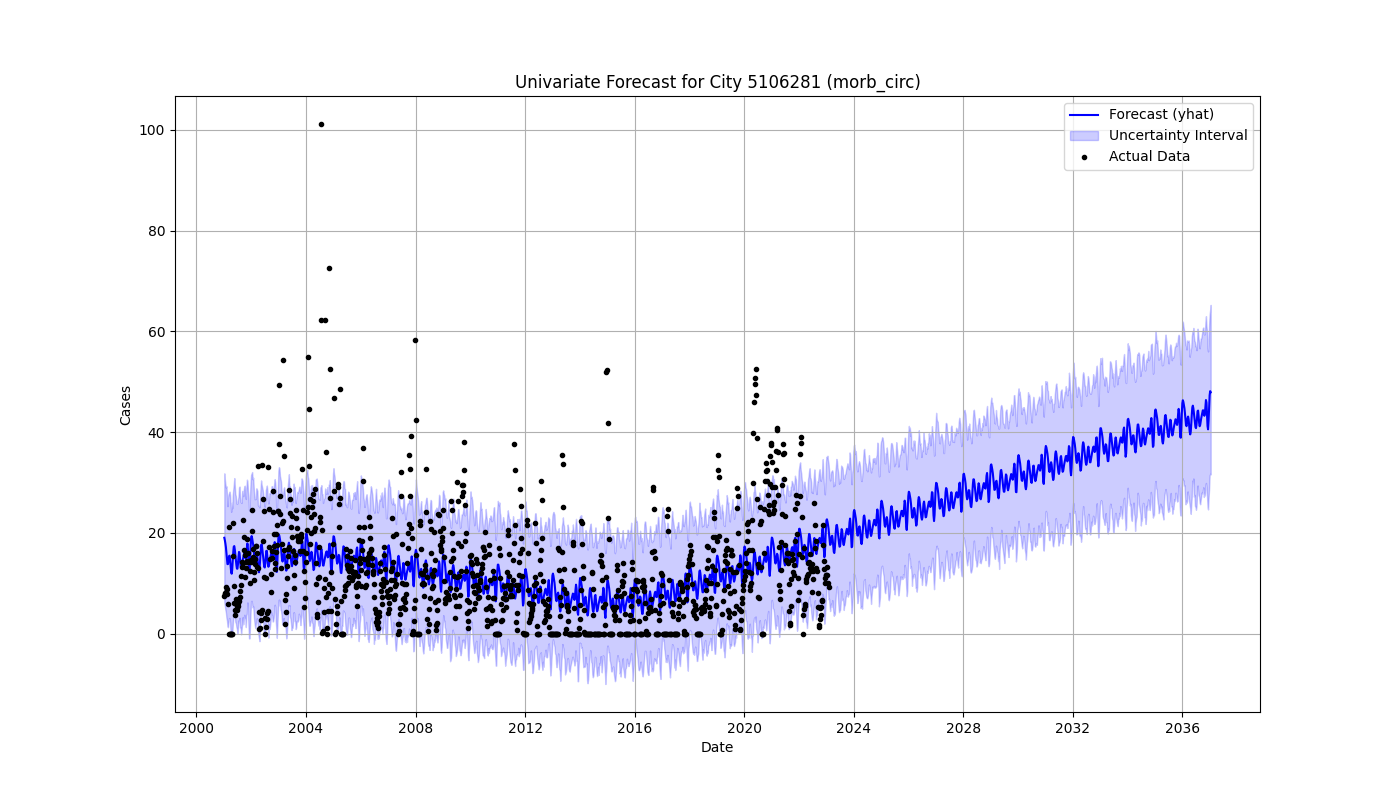 Univariate Forecast for City 5106281 (morb_circ)
Forecast (yhat)
Uncertainty Interval
Actual Data
100
80
60
40
20
0
Cases
2000 2004 2008 2012 2016 2020 2024 2028 2032 2036
Date